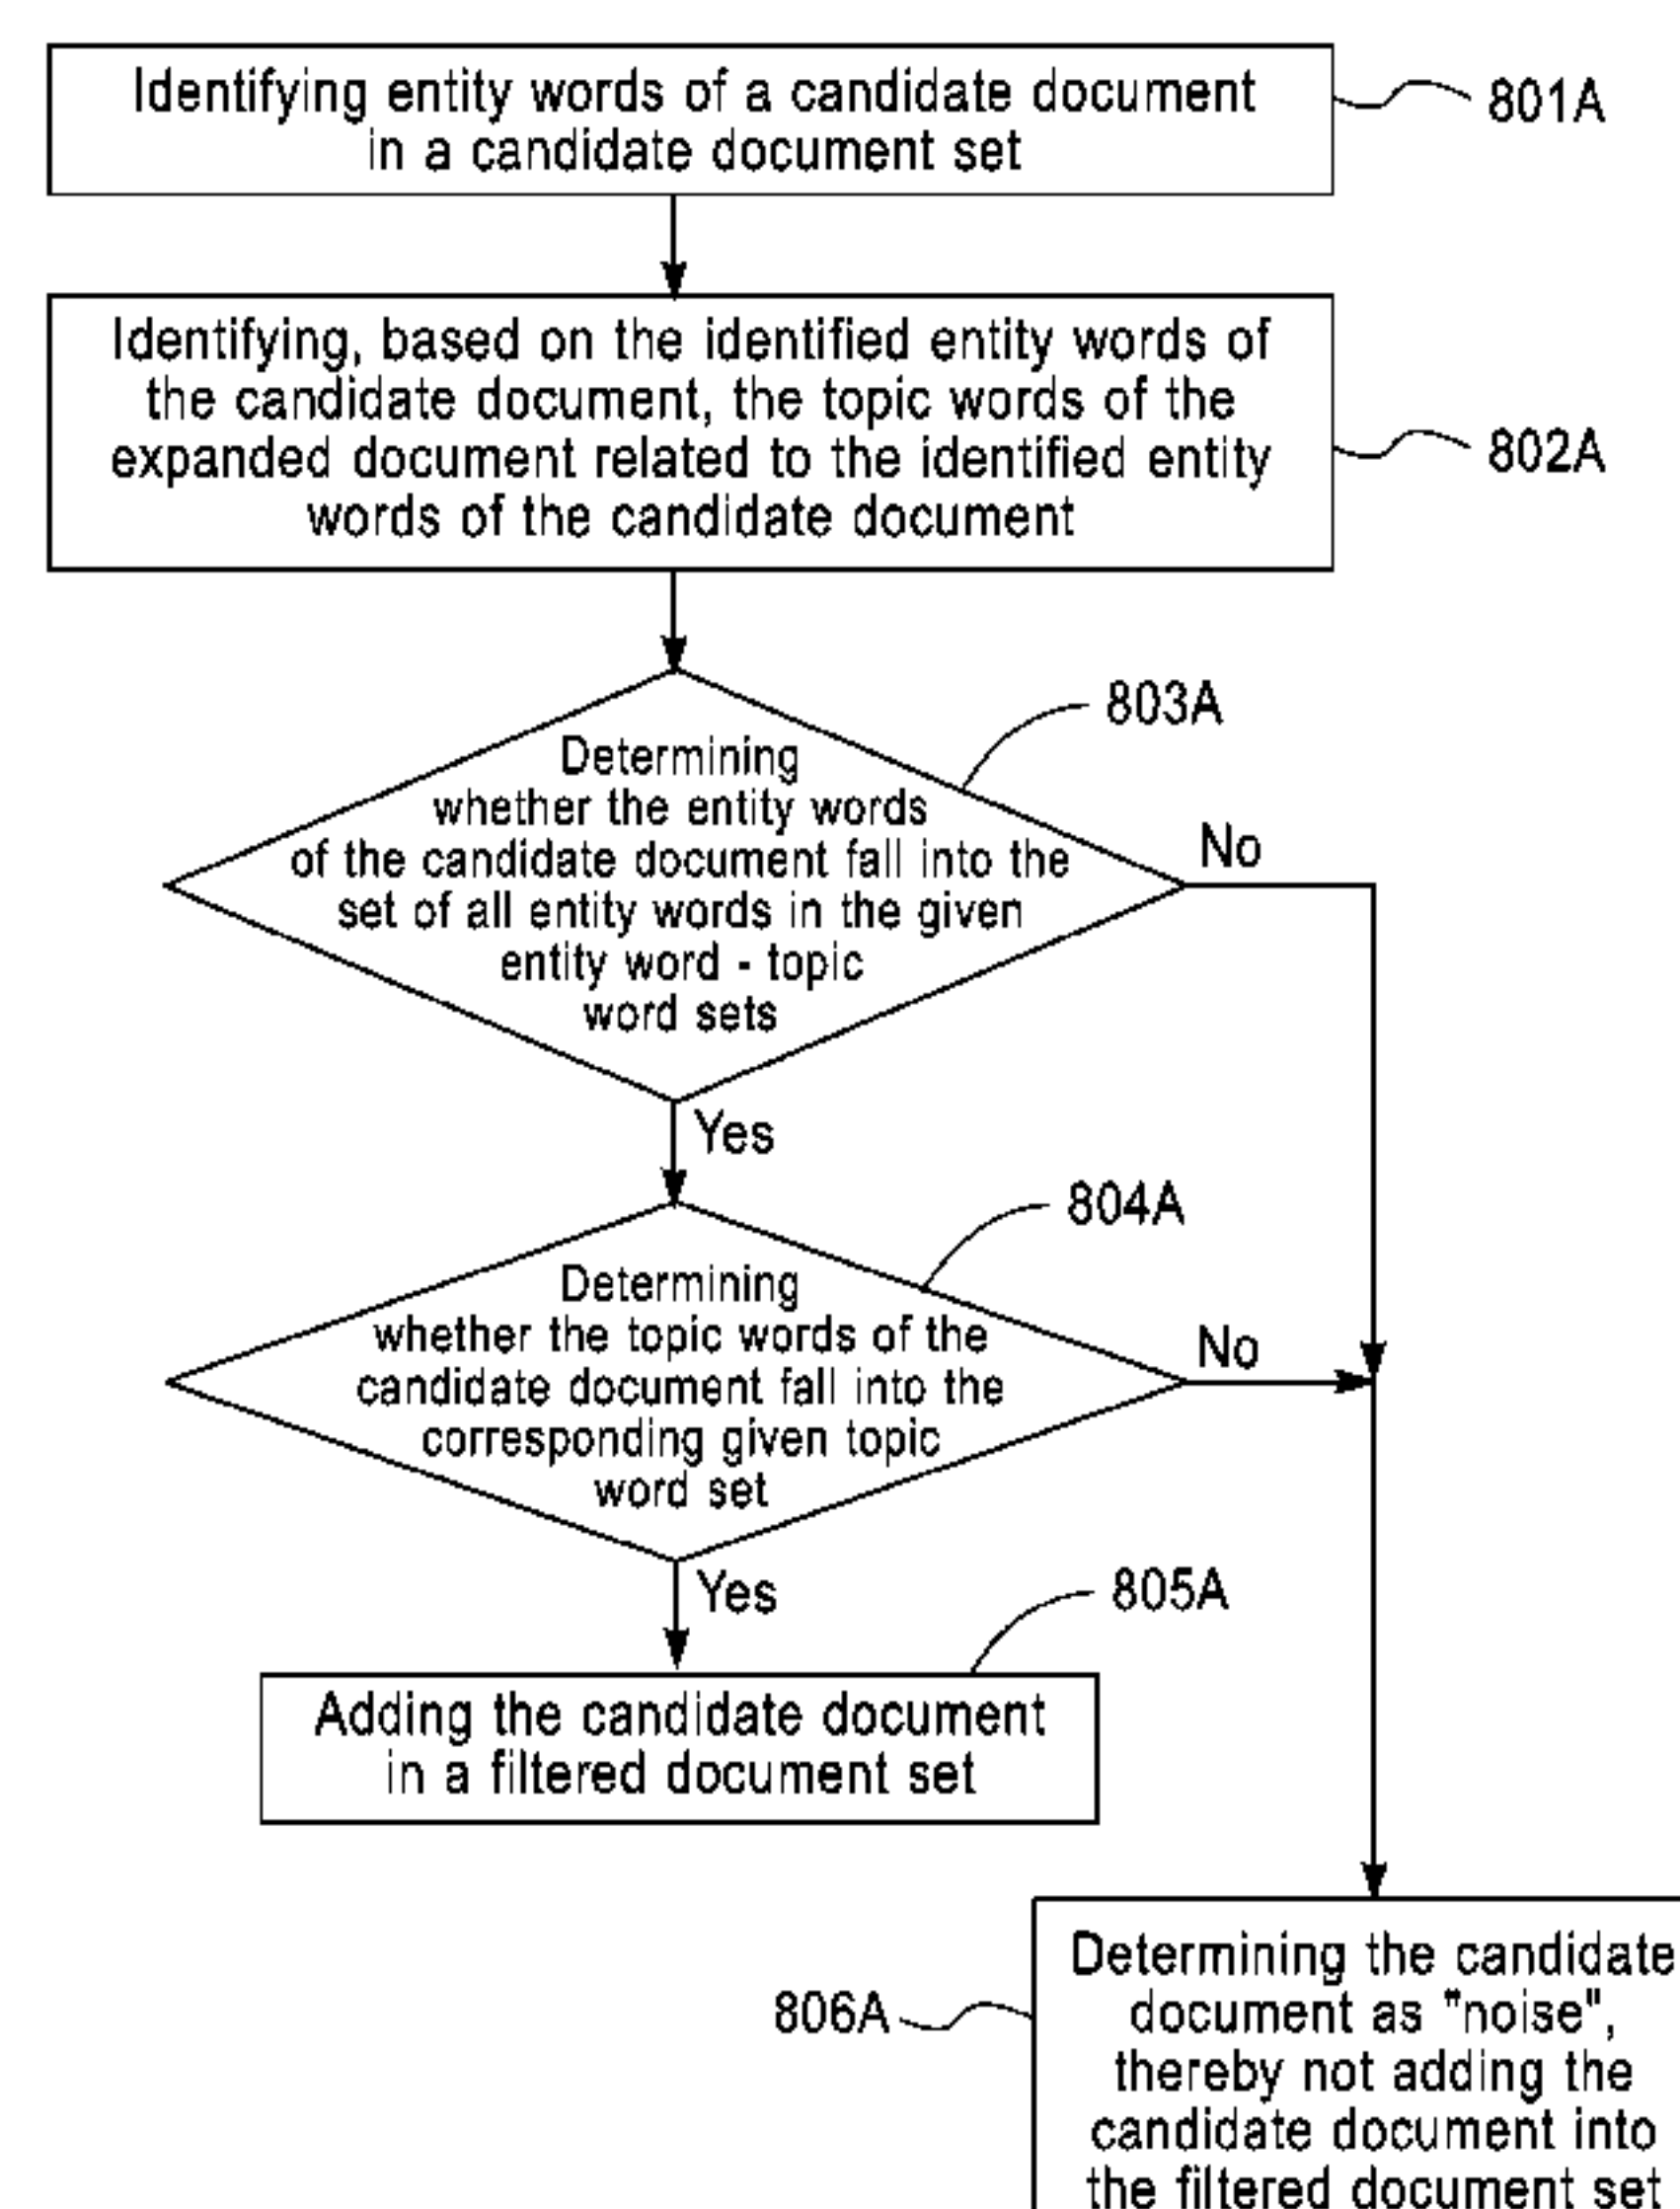 Identifying entity words of a candidate document
in a candidate document set
801A
Identifying, based on the identified entity words of
the candidate document, the topic words of the
expanded document related to the identified entity
words of the candidate document
802A
803A
Determining
whether the entity words
of the candidate document fall into the
set of all entity words in the given
entity word - topic
word sets
No
Yes
804A
Determining
whether the topic words of the
candidate document fall into the
corresponding given topic
word set
No
Yes
805A
Adding the candidate document
in a filtered document set
806A
Determining the candidate
document as "noise",
thereby not adding the
candidate document into
the filtered document set